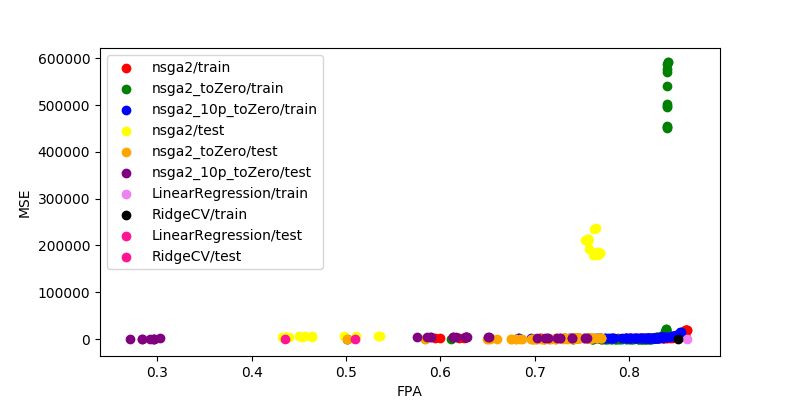 600000
500000
400000
300000
200000
100000
0
MSE
nsga2/train
nsga2_toZero/train
nsga2_10p_toZero/train
nsga2/test
nsga2_toZero/test
nsga2_10p_toZero/test
LinearRegression/train
RidgeCV/train
LinearRegression/test
RidgeCV/test
0.3 0.4 0.5 0.6 0.7 0.8
FPA